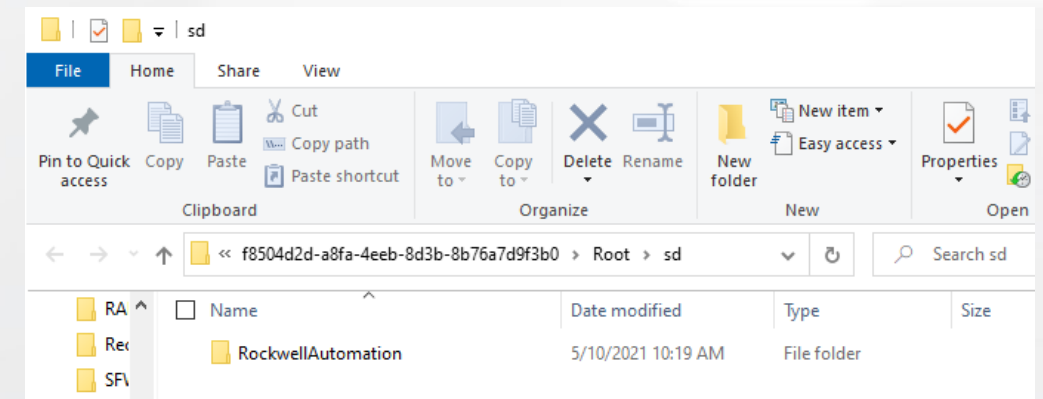 sd
File Home Share View
Pin to Quick access
Copy
Paste
Cut
Copy path
Paste shortcut
Move to
Copy to
Delete
Rename
New folder
New item
Easy access
Properties
Clipboard Organize New Open
« f8504d2d-a8fa-4eeb-8d3b-8b76a7d9f3b0 > Root > sd
Search sd
RA
Name Date modified Type Size
RockwellAutomation 5/10/2021 10:19 AM File folder